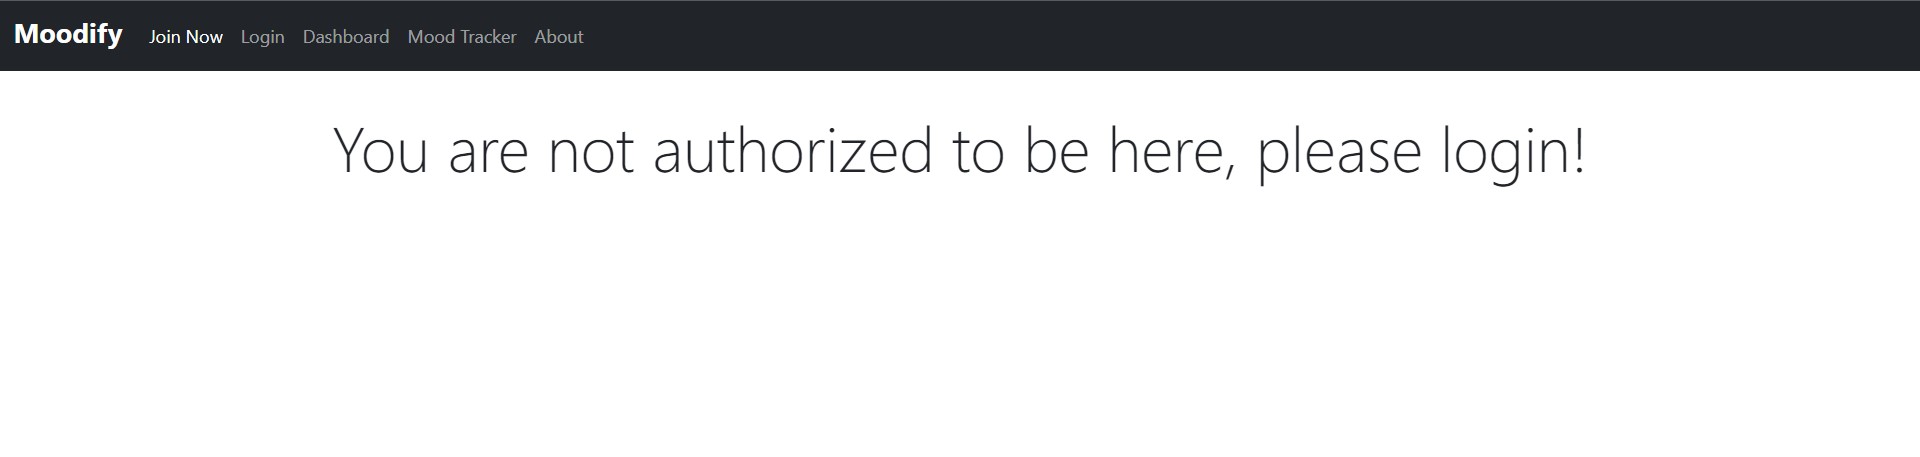 Moodify Join Now Login Dashboard Mood Tracker About
You are not authorized to be here, please login!